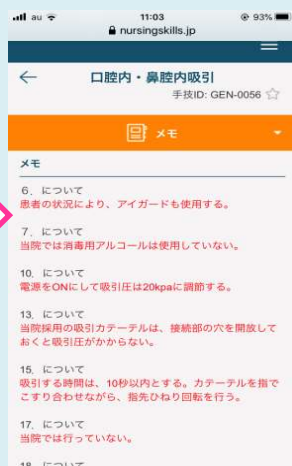 au 11:03 93%
nursingskills.jp
口腔内・鼻腔内吸引
手技ID: GEN-0056
メモ
メモ
6．について
患者の状況により、アイガードも使用する。
7．について
当院では消毒用アルコールは使用していない。
10．について
電源をONにして吸引圧は20kpaに調節する。
13．について
当院採用の吸引カテーテルは、接続部の穴を開放して
おくと吸引圧がかからない。
15．について
吸引する時間は、10秒以内とする。カテーテルを指で
こすり合わせながら、指先ひねり回転を行う。
17．について
当院では行っていない。
18．について